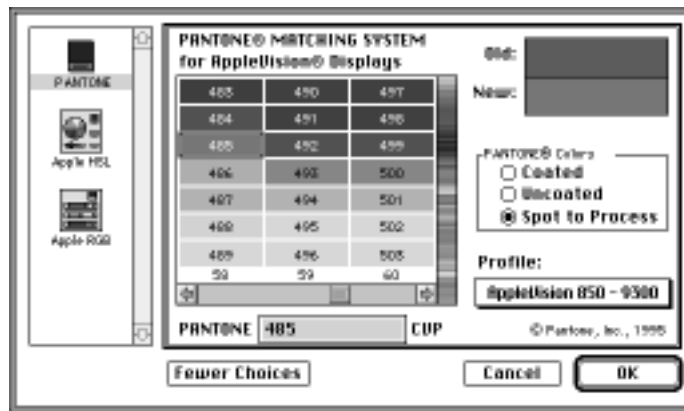 PANTONE
Apple HSL
Apple RGB
PANTONE® MATCHING SYSTEM
for AppleVision® Displays
483 490 497
484 491 498
485 492 499
486 493 500
487 494 501
488 495 502
489 496 503
58 59 60
PANTONE 485 CVP
Old:
New:
PANTONE® Colors
Coated
Uncoated
Spot to Process
Profile:
AppleVision 850 - 9300
© Pantone, Inc., 1995
Fewer Choices
Cancel
OK